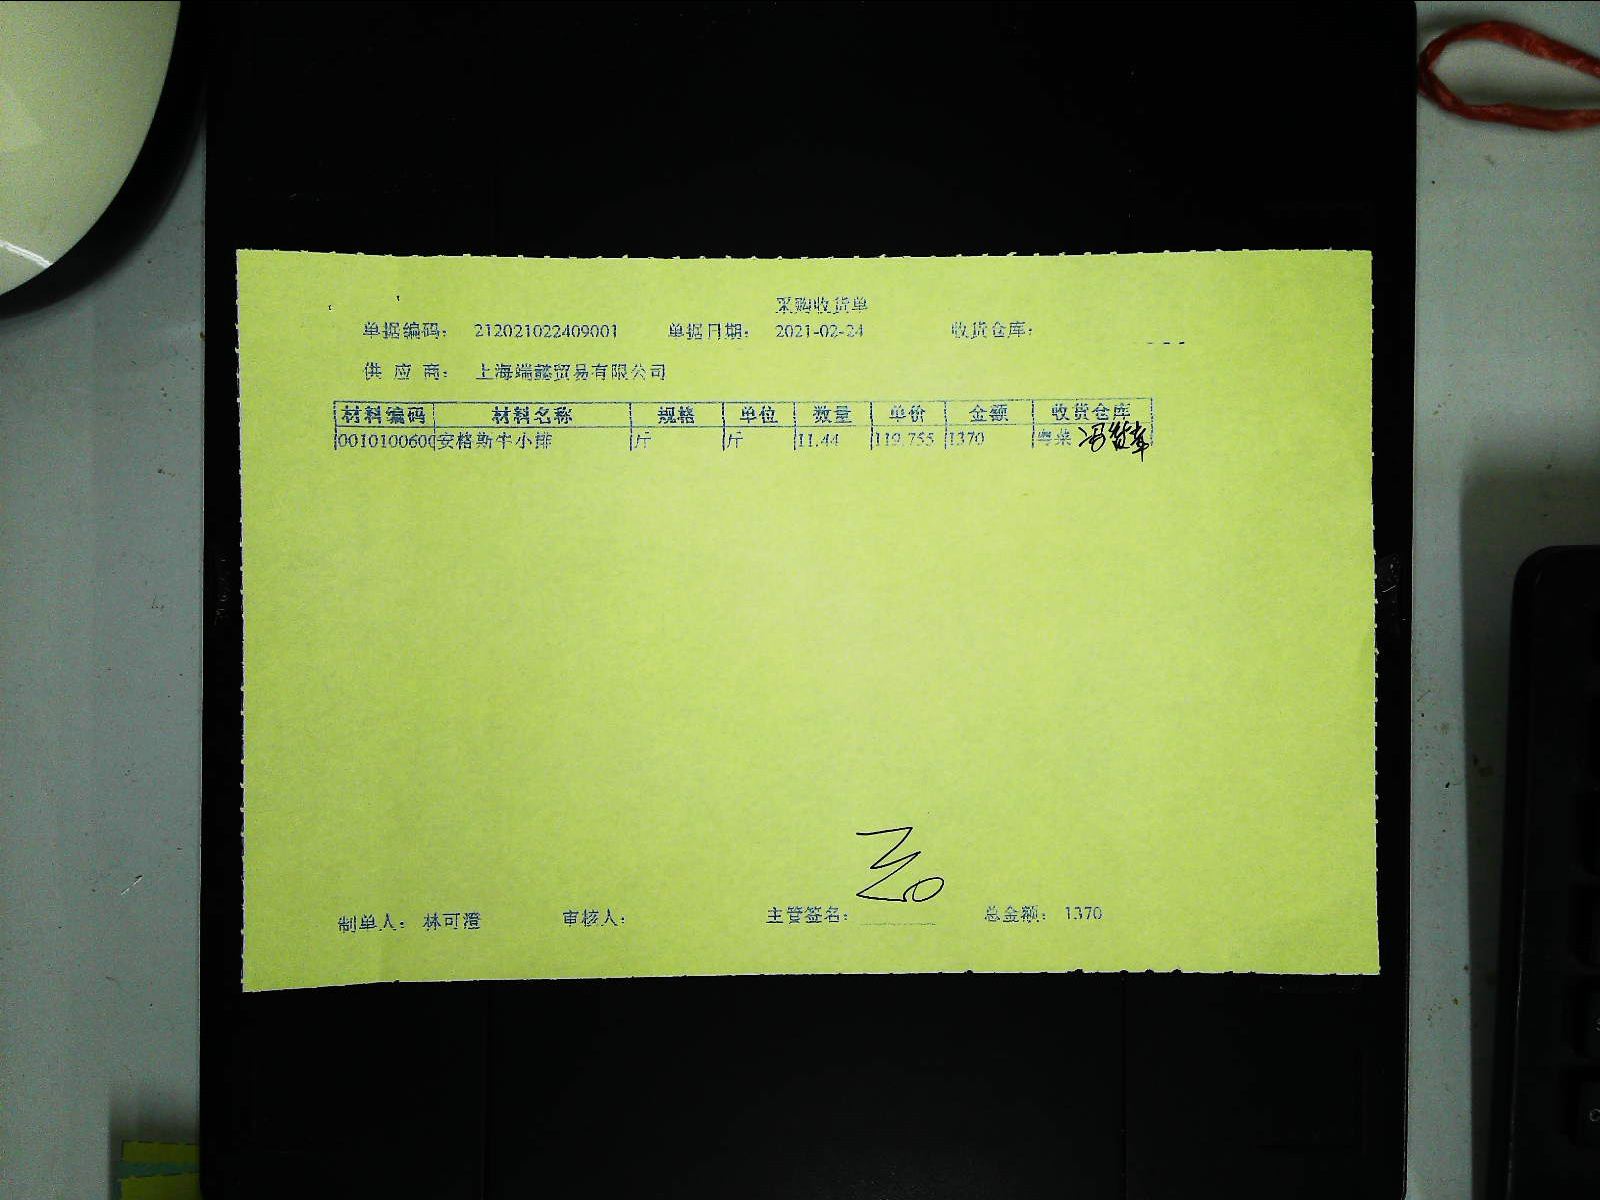 采购收货单
单据编码： 212021022409001 单据日期： 2021-02-24 收货仓库：
供应商： 上海端懿贸易有限公司
材料编码 材料名称 规格 单位 数量 单价 金额 收货仓库
0010100600 安格斯牛小排 斤 斤 11.44 119.755 1370 粤菜
制单人： 林可澄 审核人： 主管签名： 总金额： 1370